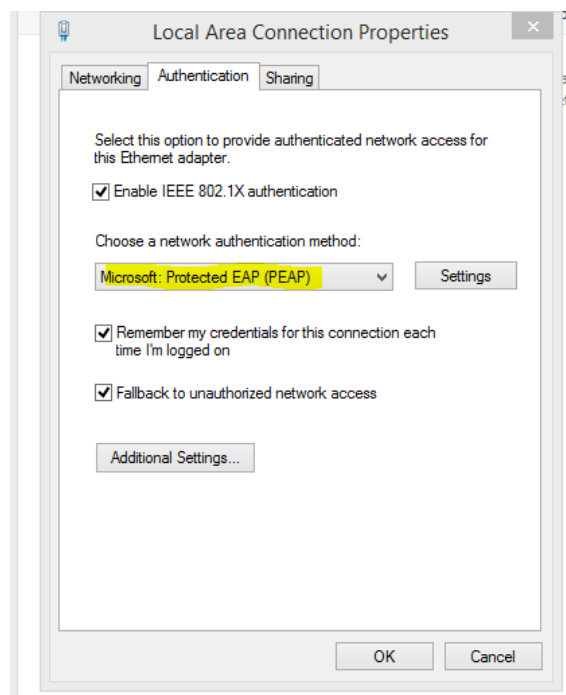 Local Area Connection Properties
Networking
Authentication
Sharing
Select this option to provide authenticated network access for
this Ethernet adapter.
Enable IEEE 802.1X authentication
Choose a network authentication method:
Microsoft: Protected EAP (PEAP)
Settings
Remember my credentials for this connection each
time I'm logged on
Fallback to unauthorized network access
Additional Settings...
OK
Cancel